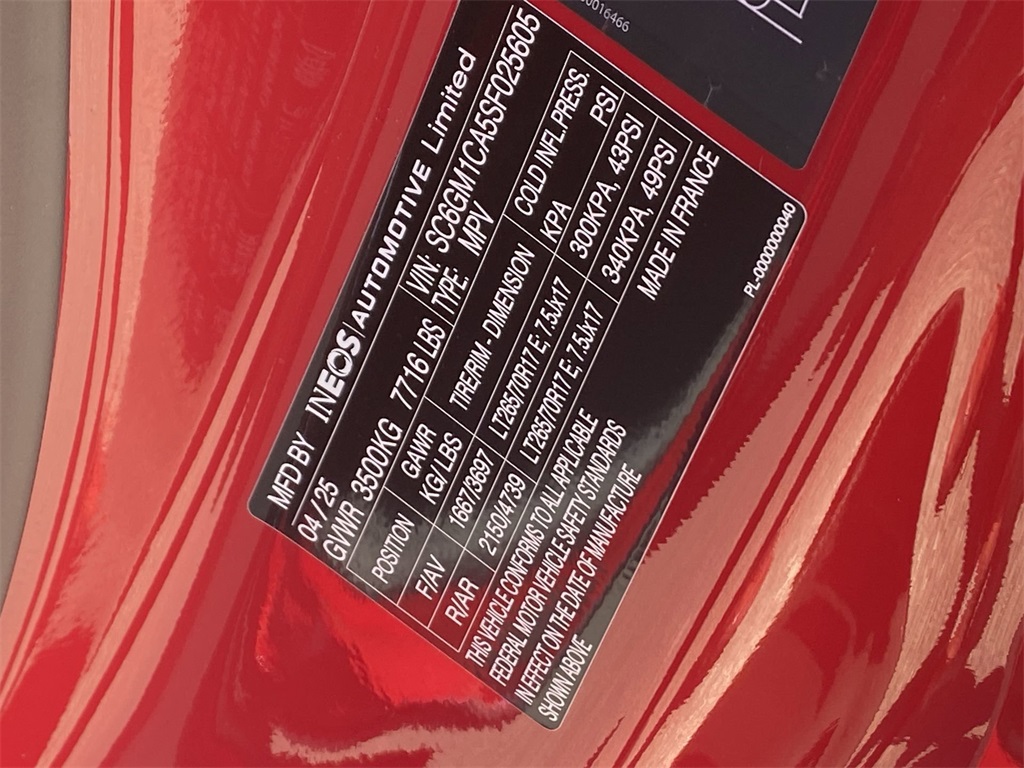 0016466
MFD BY INEOS AUTOMOTIVE Limited
04 / 25 VIN: SC6GM1CA5SF025605
GVWR 3500KG 7716 LBS TYPE: MPV
POSITION GAWR KG / LBS TIRE/RIM - DIMENSION COLD INFL.PRESS. KPA PSI
F/AV 1667/3697 LT265/70R17 E; 7.5Jx17 300KPA, 43PSI
R/AR 2150/4739 LT265/70R17 E; 7.5Jx17 340KPA, 49PSI
THIS VEHICLE CONFORMS TO ALL APPLICABLE MADE IN FRANCE
FEDERAL MOTOR VEHICLE SAFETY STANDARDS
IN EFFECT ON THE DATE OF MANUFACTURE
SHOWN ABOVE
PL-0000000040